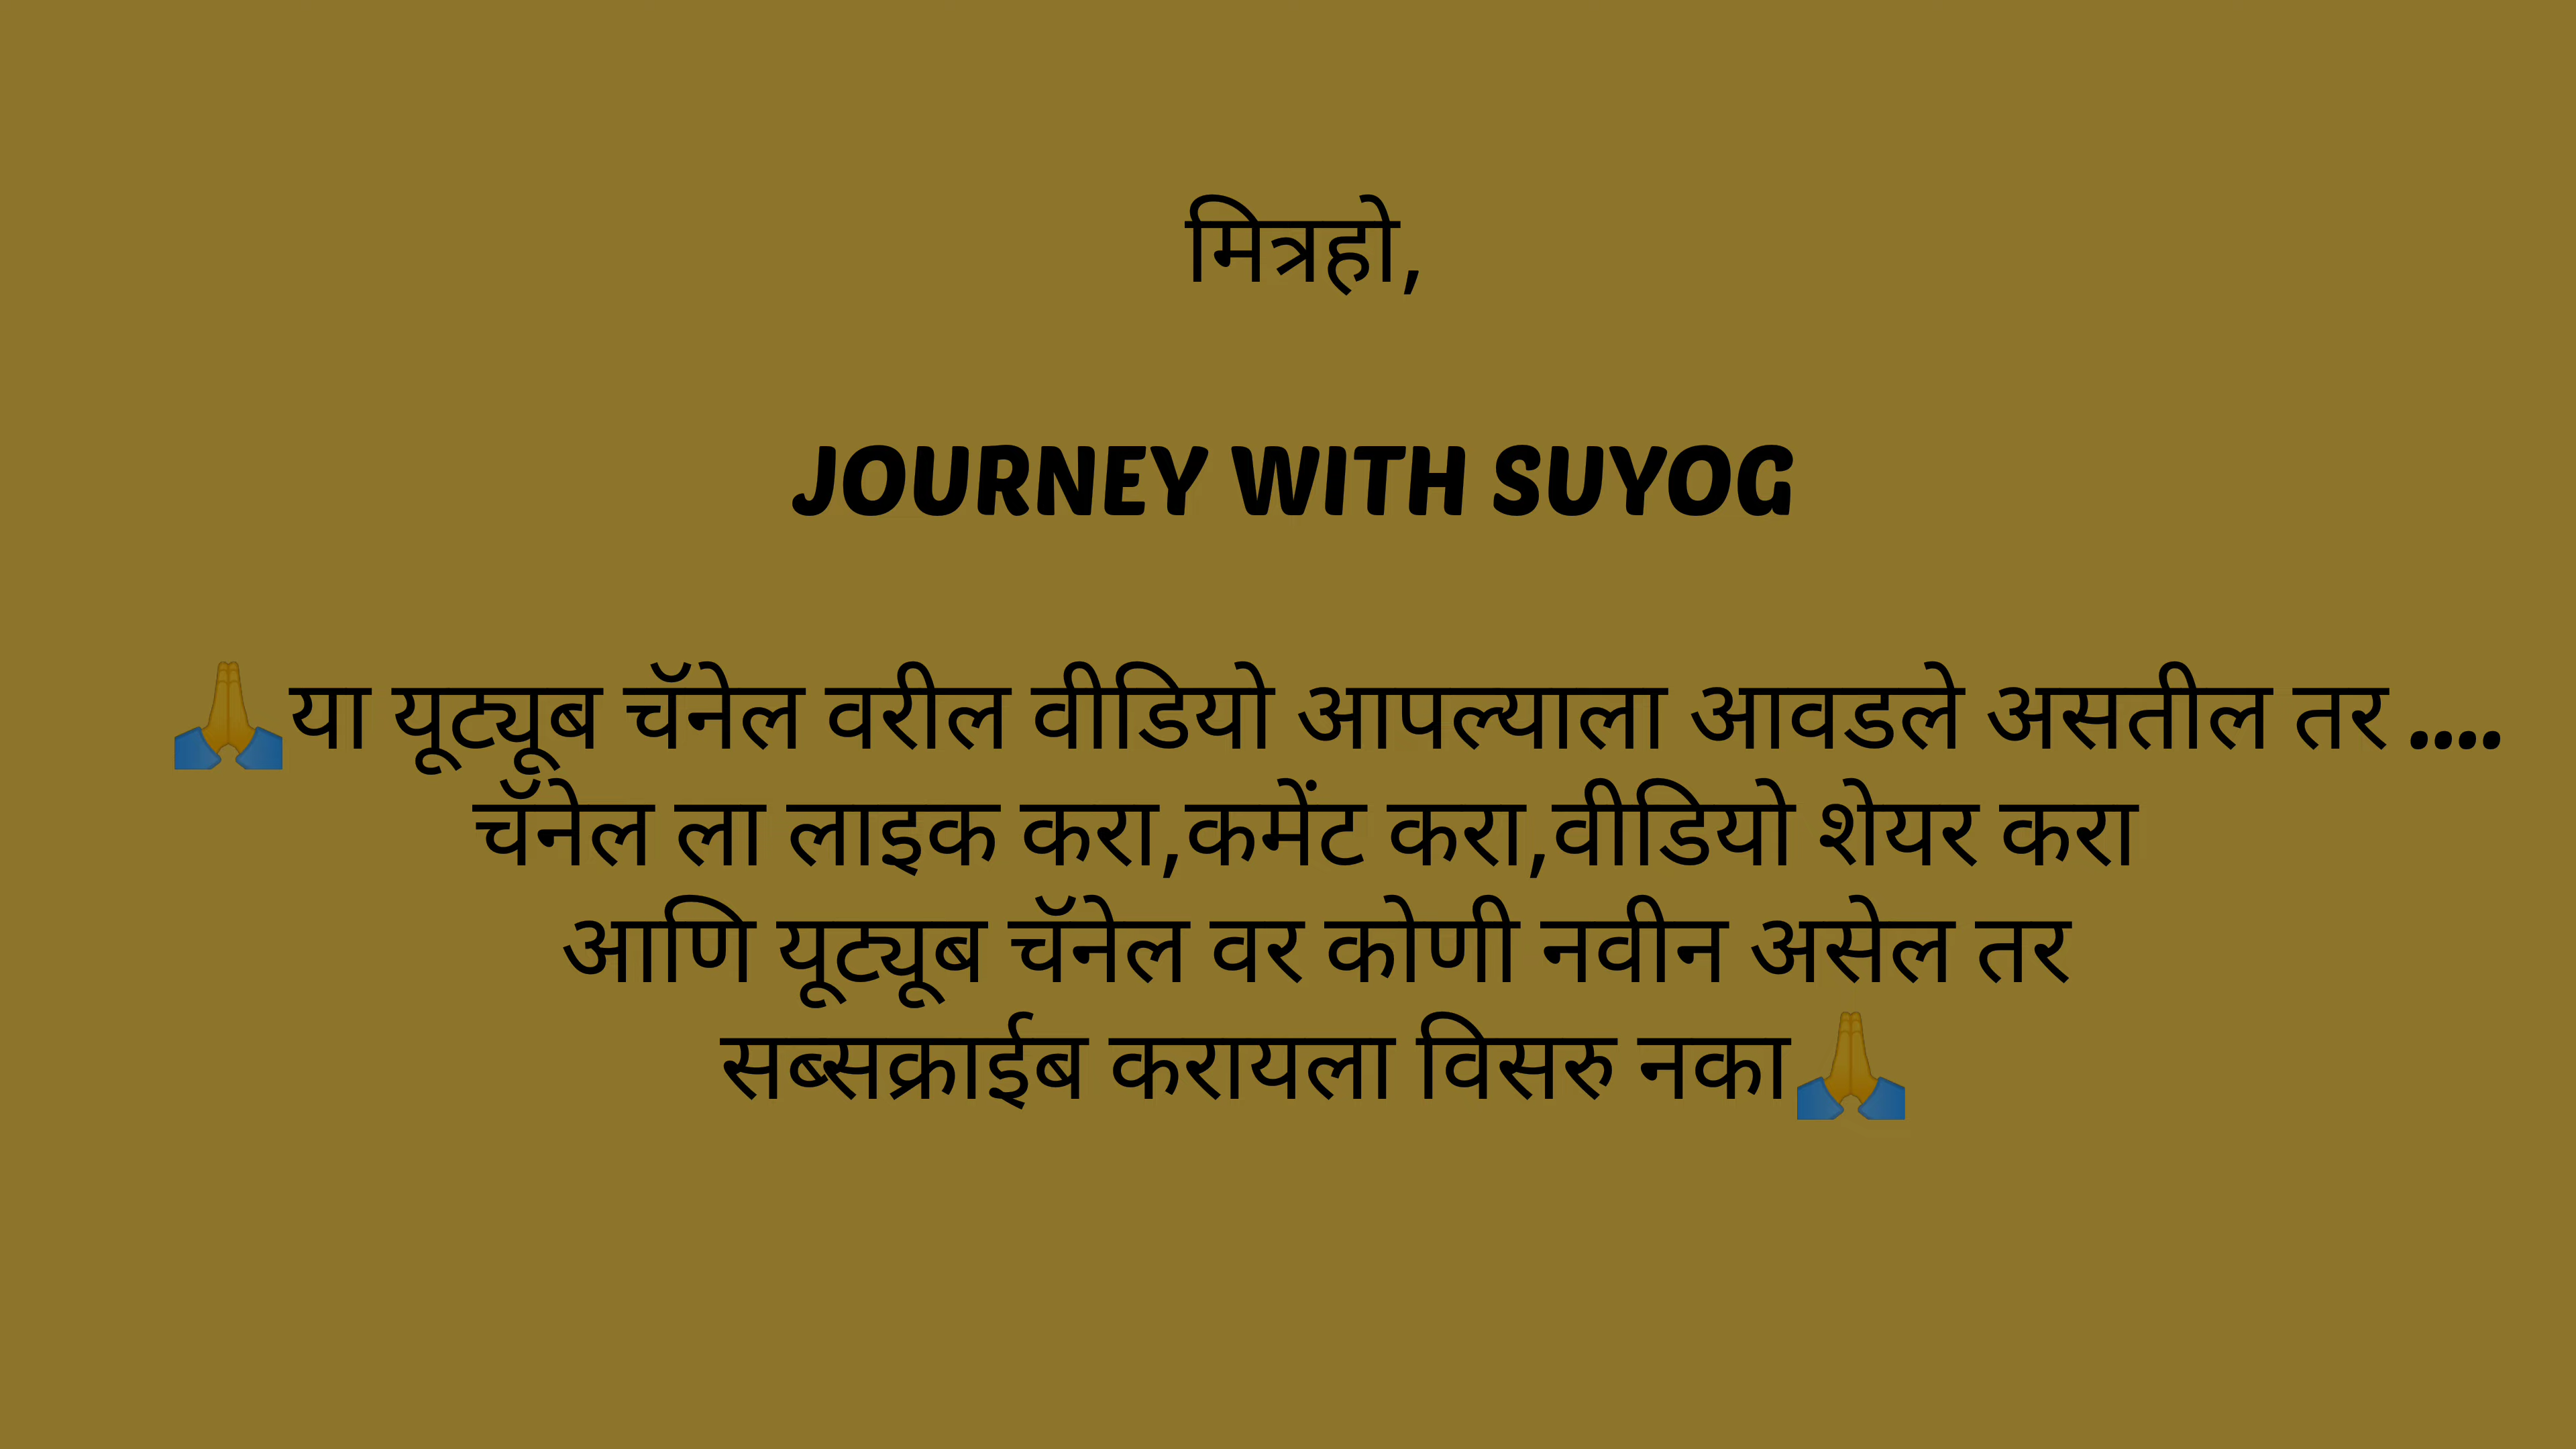 मित्रहो,
JOURNEY WITH SUYOG
🙏या यूट्यूब चॅनेल वरील वीडियो आपल्याला आवडले असतील तर ....
चॅनेल ला लाइक करा,कमेंट करा,वीडियो शेयर करा
आणि यूट्यूब चॅनेल वर कोणी नवीन असेल तर
सब्सक्राईब करायला विसरु नका🙏